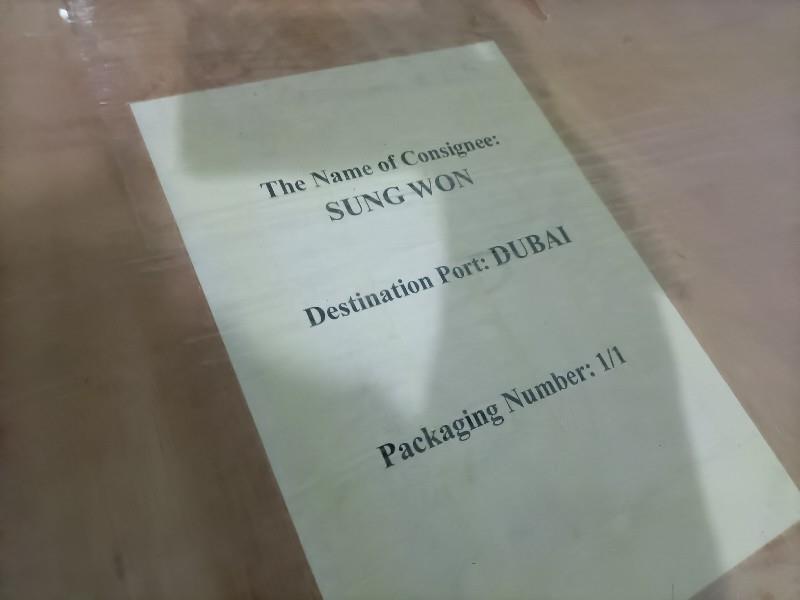 The Name of Consignee:
SUNG WON
Destination Port: DUBAI
Packaging Number: 1/1